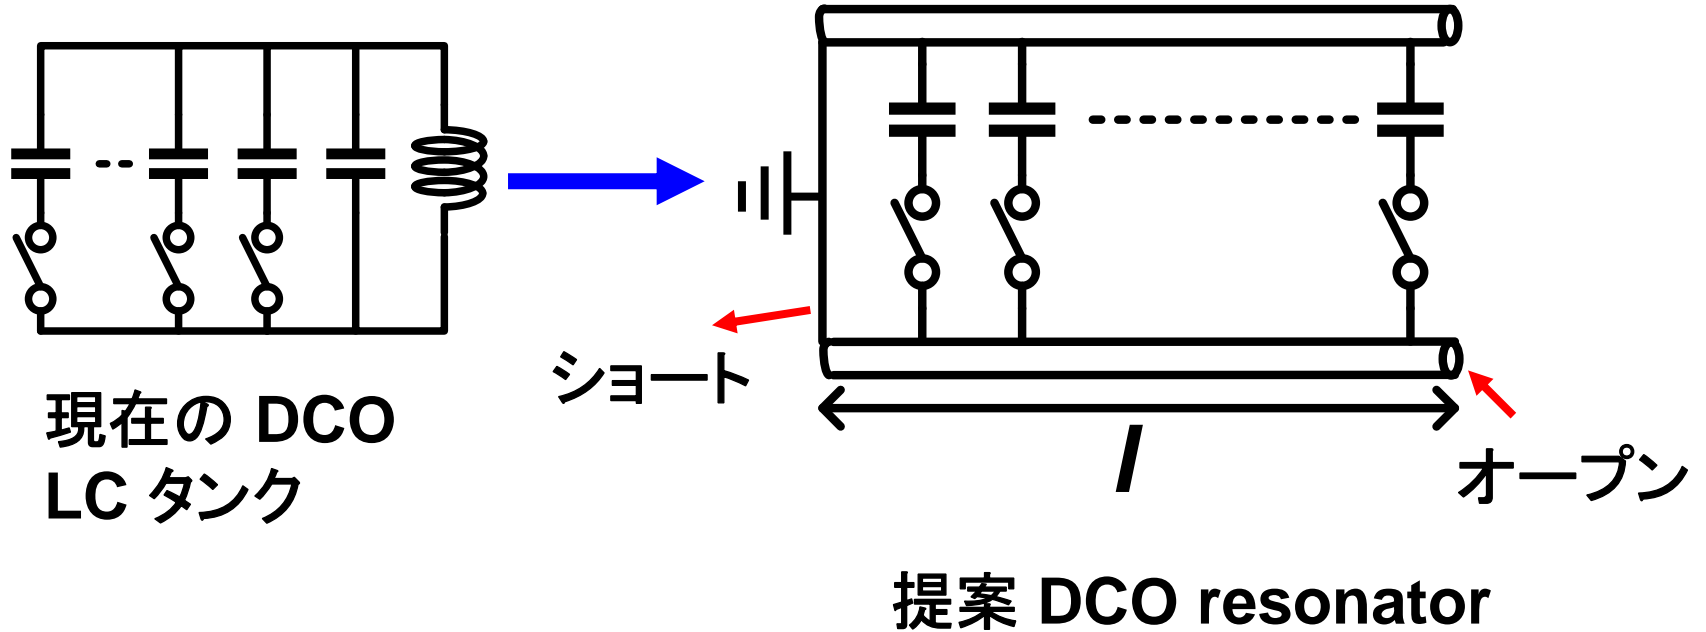 現在の DCO
LC タンク
ショート
l
オープン
提案 DCO resonator